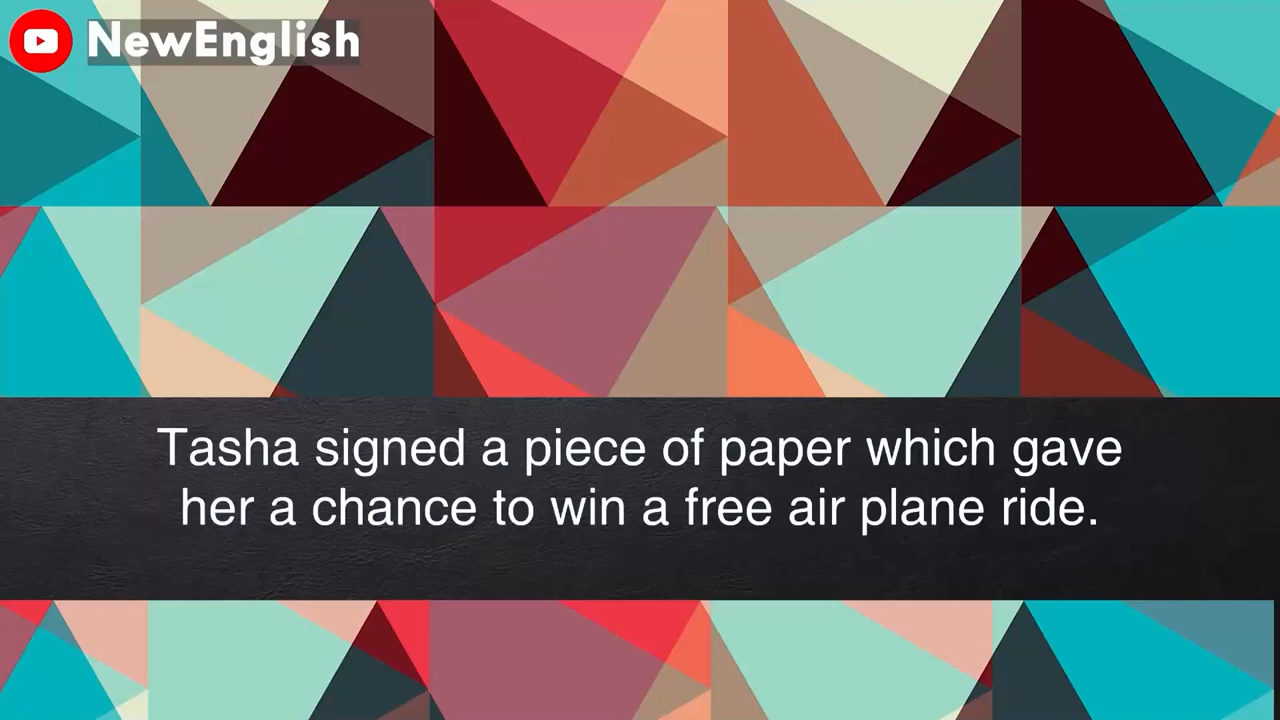 NewEnglish
Tasha signed a piece of paper which gave
her a chance to win a free air plane ride.